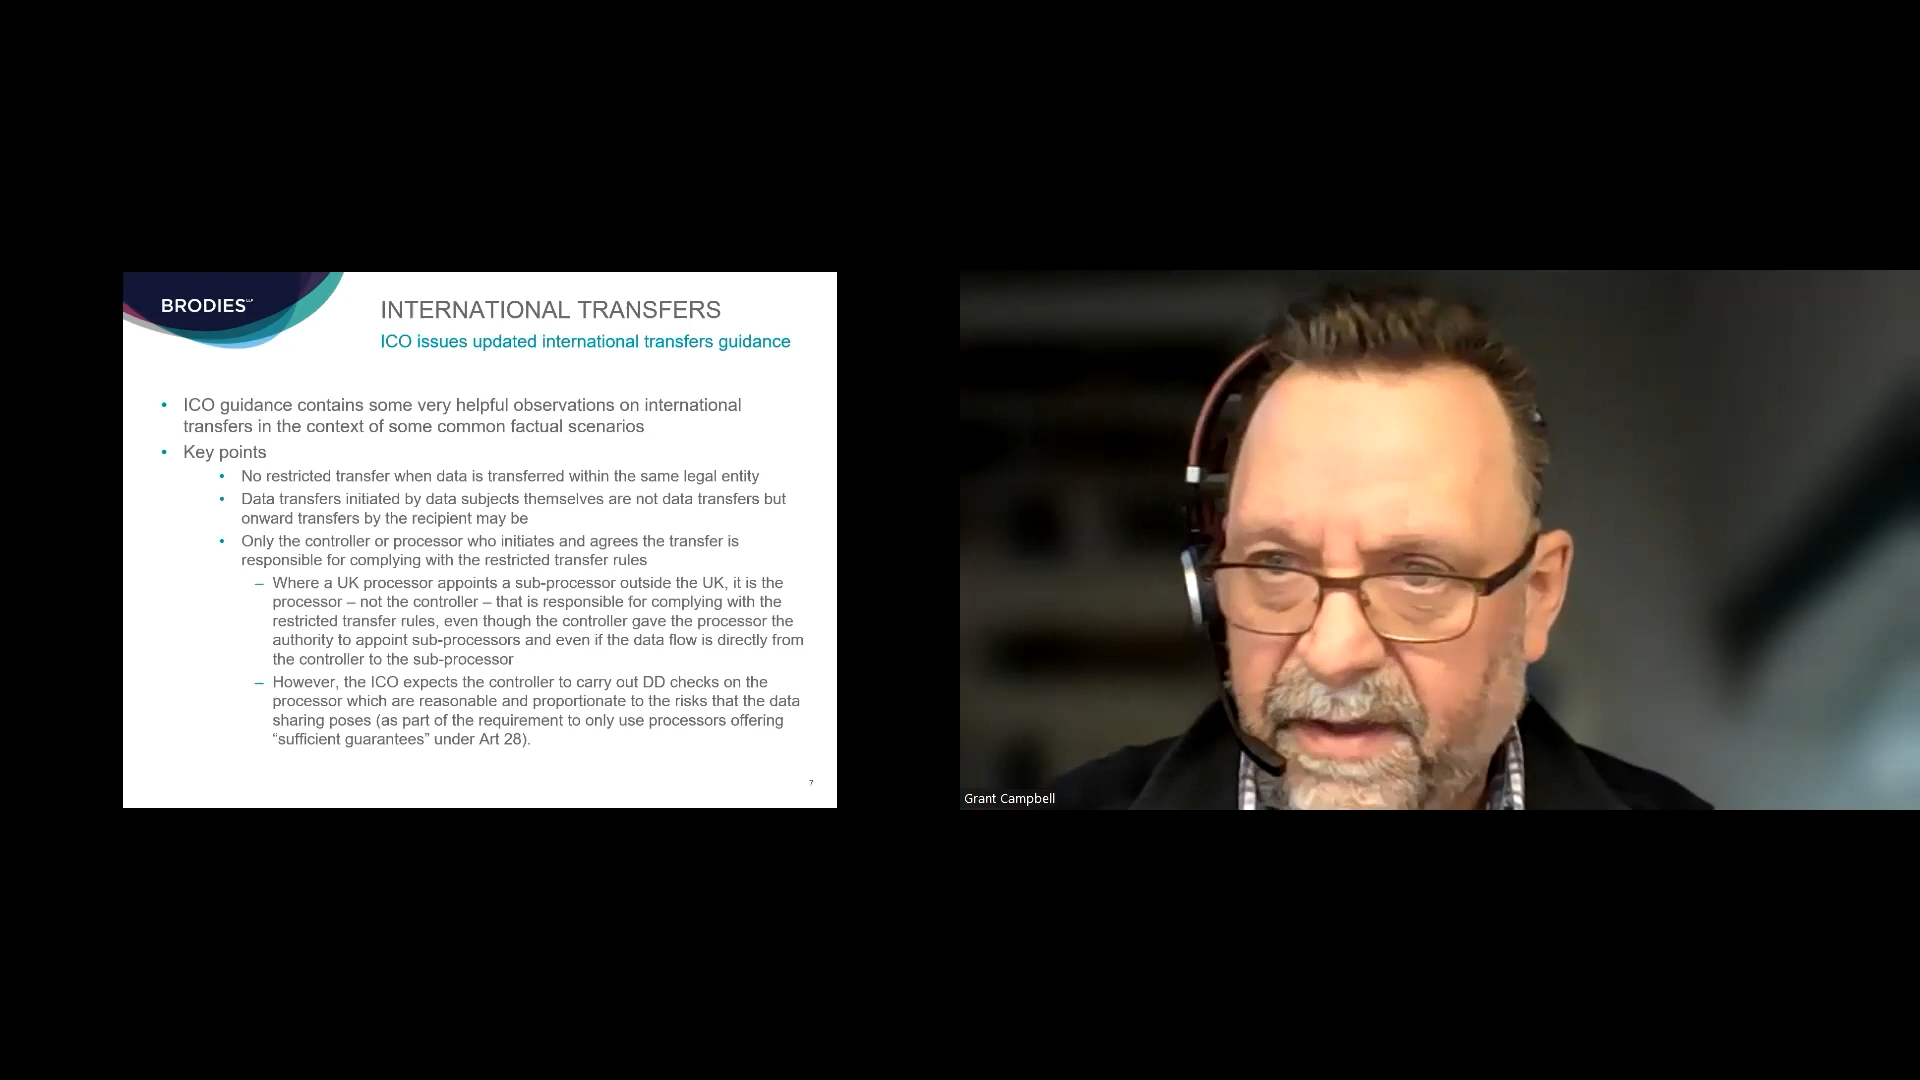 BRODIES LLP
INTERNATIONAL TRANSFERS
ICO issues updated international transfers guidance
• ICO guidance contains some very helpful observations on international
transfers in the context of some common factual scenarios
• Key points
• No restricted transfer when data is transferred within the same legal entity
• Data transfers initiated by data subjects themselves are not data transfers but
onward transfers by the recipient may be
• Only the controller or processor who initiates and agrees the transfer is
responsible for complying with the restricted transfer rules
– Where a UK processor appoints a sub-processor outside the UK, it is the
processor – not the controller – that is responsible for complying with the
restricted transfer rules, even though the controller gave the processor the
authority to appoint sub-processors and even if the data flow is directly from
the controller to the sub-processor
– However, the ICO expects the controller to carry out DD checks on the
processor which are reasonable and proportionate to the risks that the data
sharing poses (as part of the requirement to only use processors offering
“sufficient guarantees” under Art 28).
7
Grant Campbell